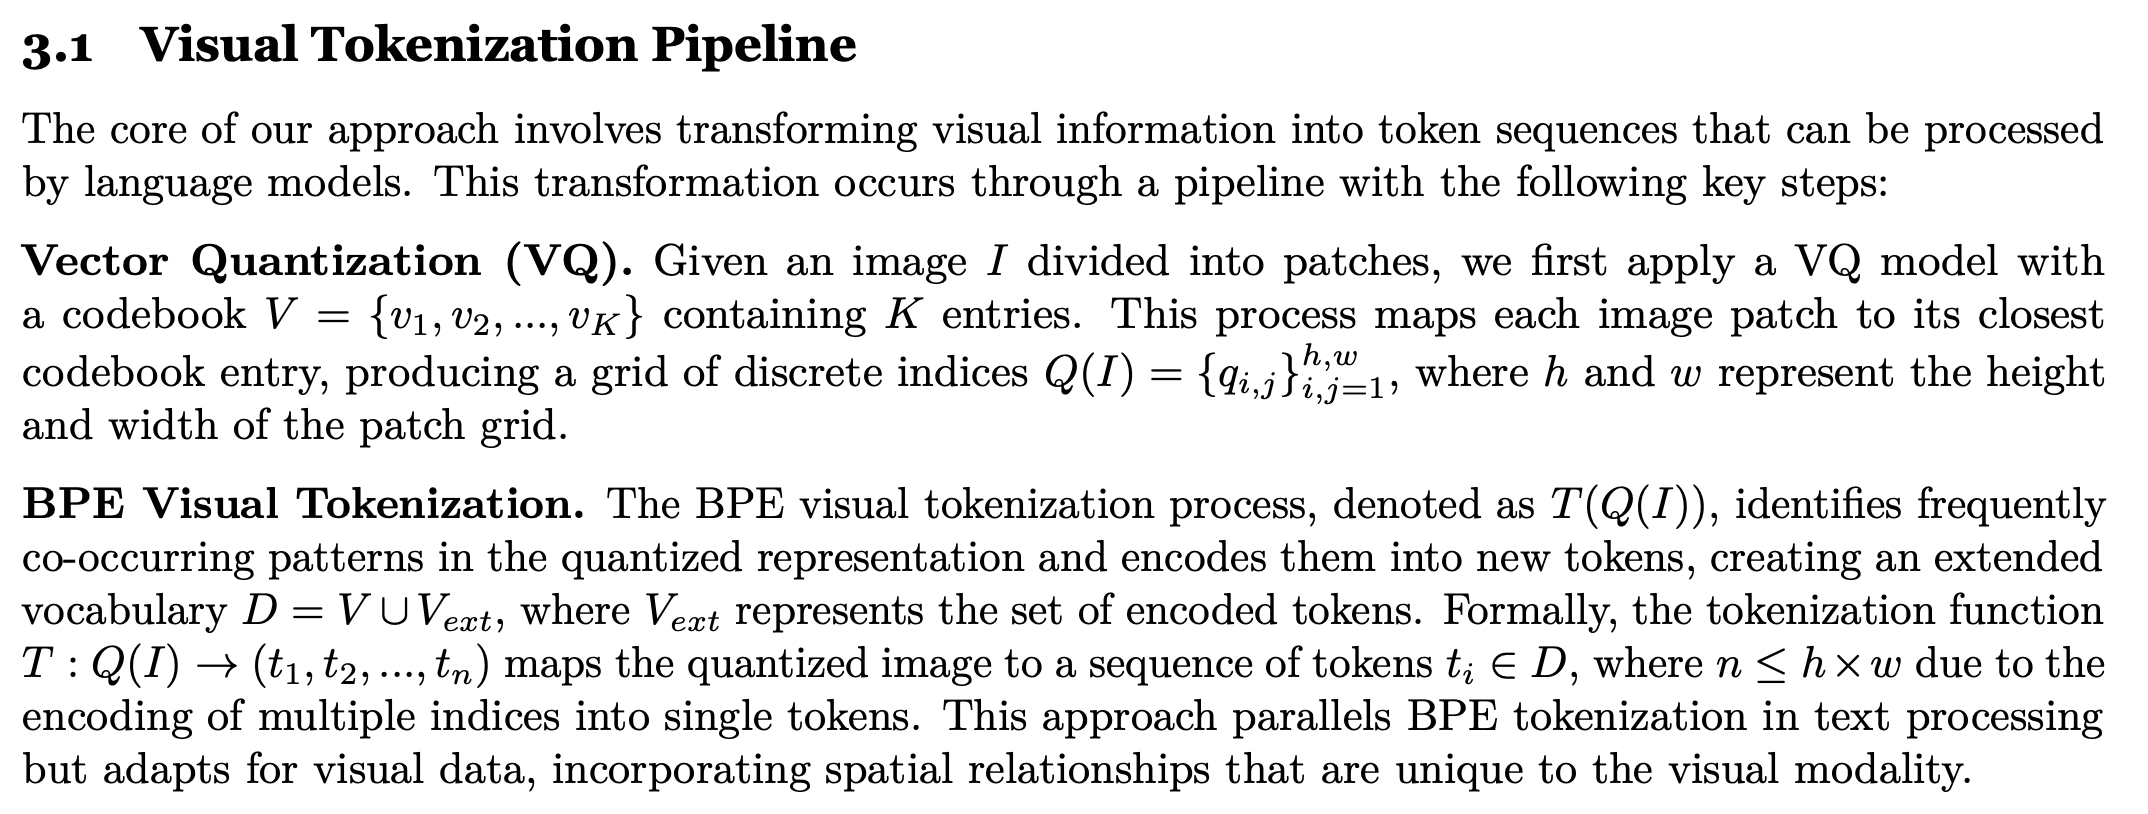 3.1 Visual Tokenization Pipeline
The core of our approach involves transforming visual information into token sequences that can be processed
by language models. This transformation occurs through a pipeline with the following key steps:
Vector Quantization (VQ). Given an image I divided into patches, we first apply a VQ model with
a codebook V = {v₁, v₂, ..., v_K} containing K entries. This process maps each image patch to its closest
codebook entry, producing a grid of discrete indices Q(I) = {q_{i,j}}_{i,j=1}^{h,w}, where h and w represent the height
and width of the patch grid.
BPE Visual Tokenization. The BPE visual tokenization process, denoted as T(Q(I)), identifies frequently
co-occurring patterns in the quantized representation and encodes them into new tokens, creating an extended
vocabulary D = V ∪ V_{ext}, where V_{ext} represents the set of encoded tokens. Formally, the tokenization function
T : Q(I) → (t₁, t₂, ..., t_n) maps the quantized image to a sequence of tokens t_i ∈ D, where n ≤ h × w due to the
encoding of multiple indices into single tokens. This approach parallels BPE tokenization in text processing
but adapts for visual data, incorporating spatial relationships that are unique to the visual modality.